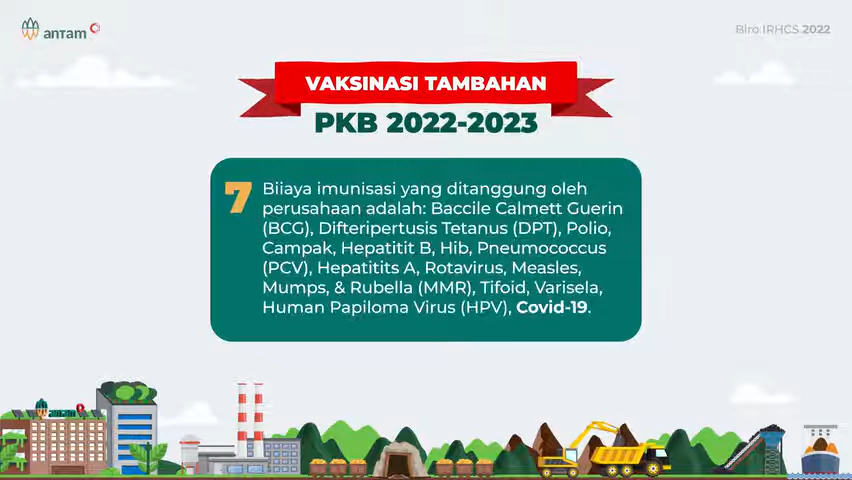 anTam
Biro IRHCS 2022
VAKSINASI TAMBAHAN
PKB 2022-2023
7
Biiaya imunisasi yang ditanggung oleh
perusahaan adalah: Baccile Calmett Guerin
(BCG), Difteripertusis Tetanus (DPT), Polio,
Campak, Hepatitit B, Hib, Pneumococcus
(PCV), Hepatitits A, Rotavirus, Measles,
Mumps, & Rubella (MMR), Tifoid, Varisela,
Human Papiloma Virus (HPV), Covid-19.
anTam